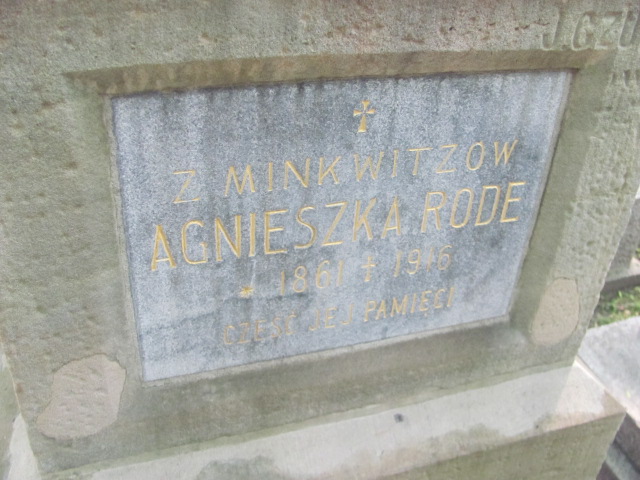 Z MINKWITZÓW
AGNIESZKA RODE
* 1861 ✝ 1916
CZEŚĆ JEJ PAMIĘCI